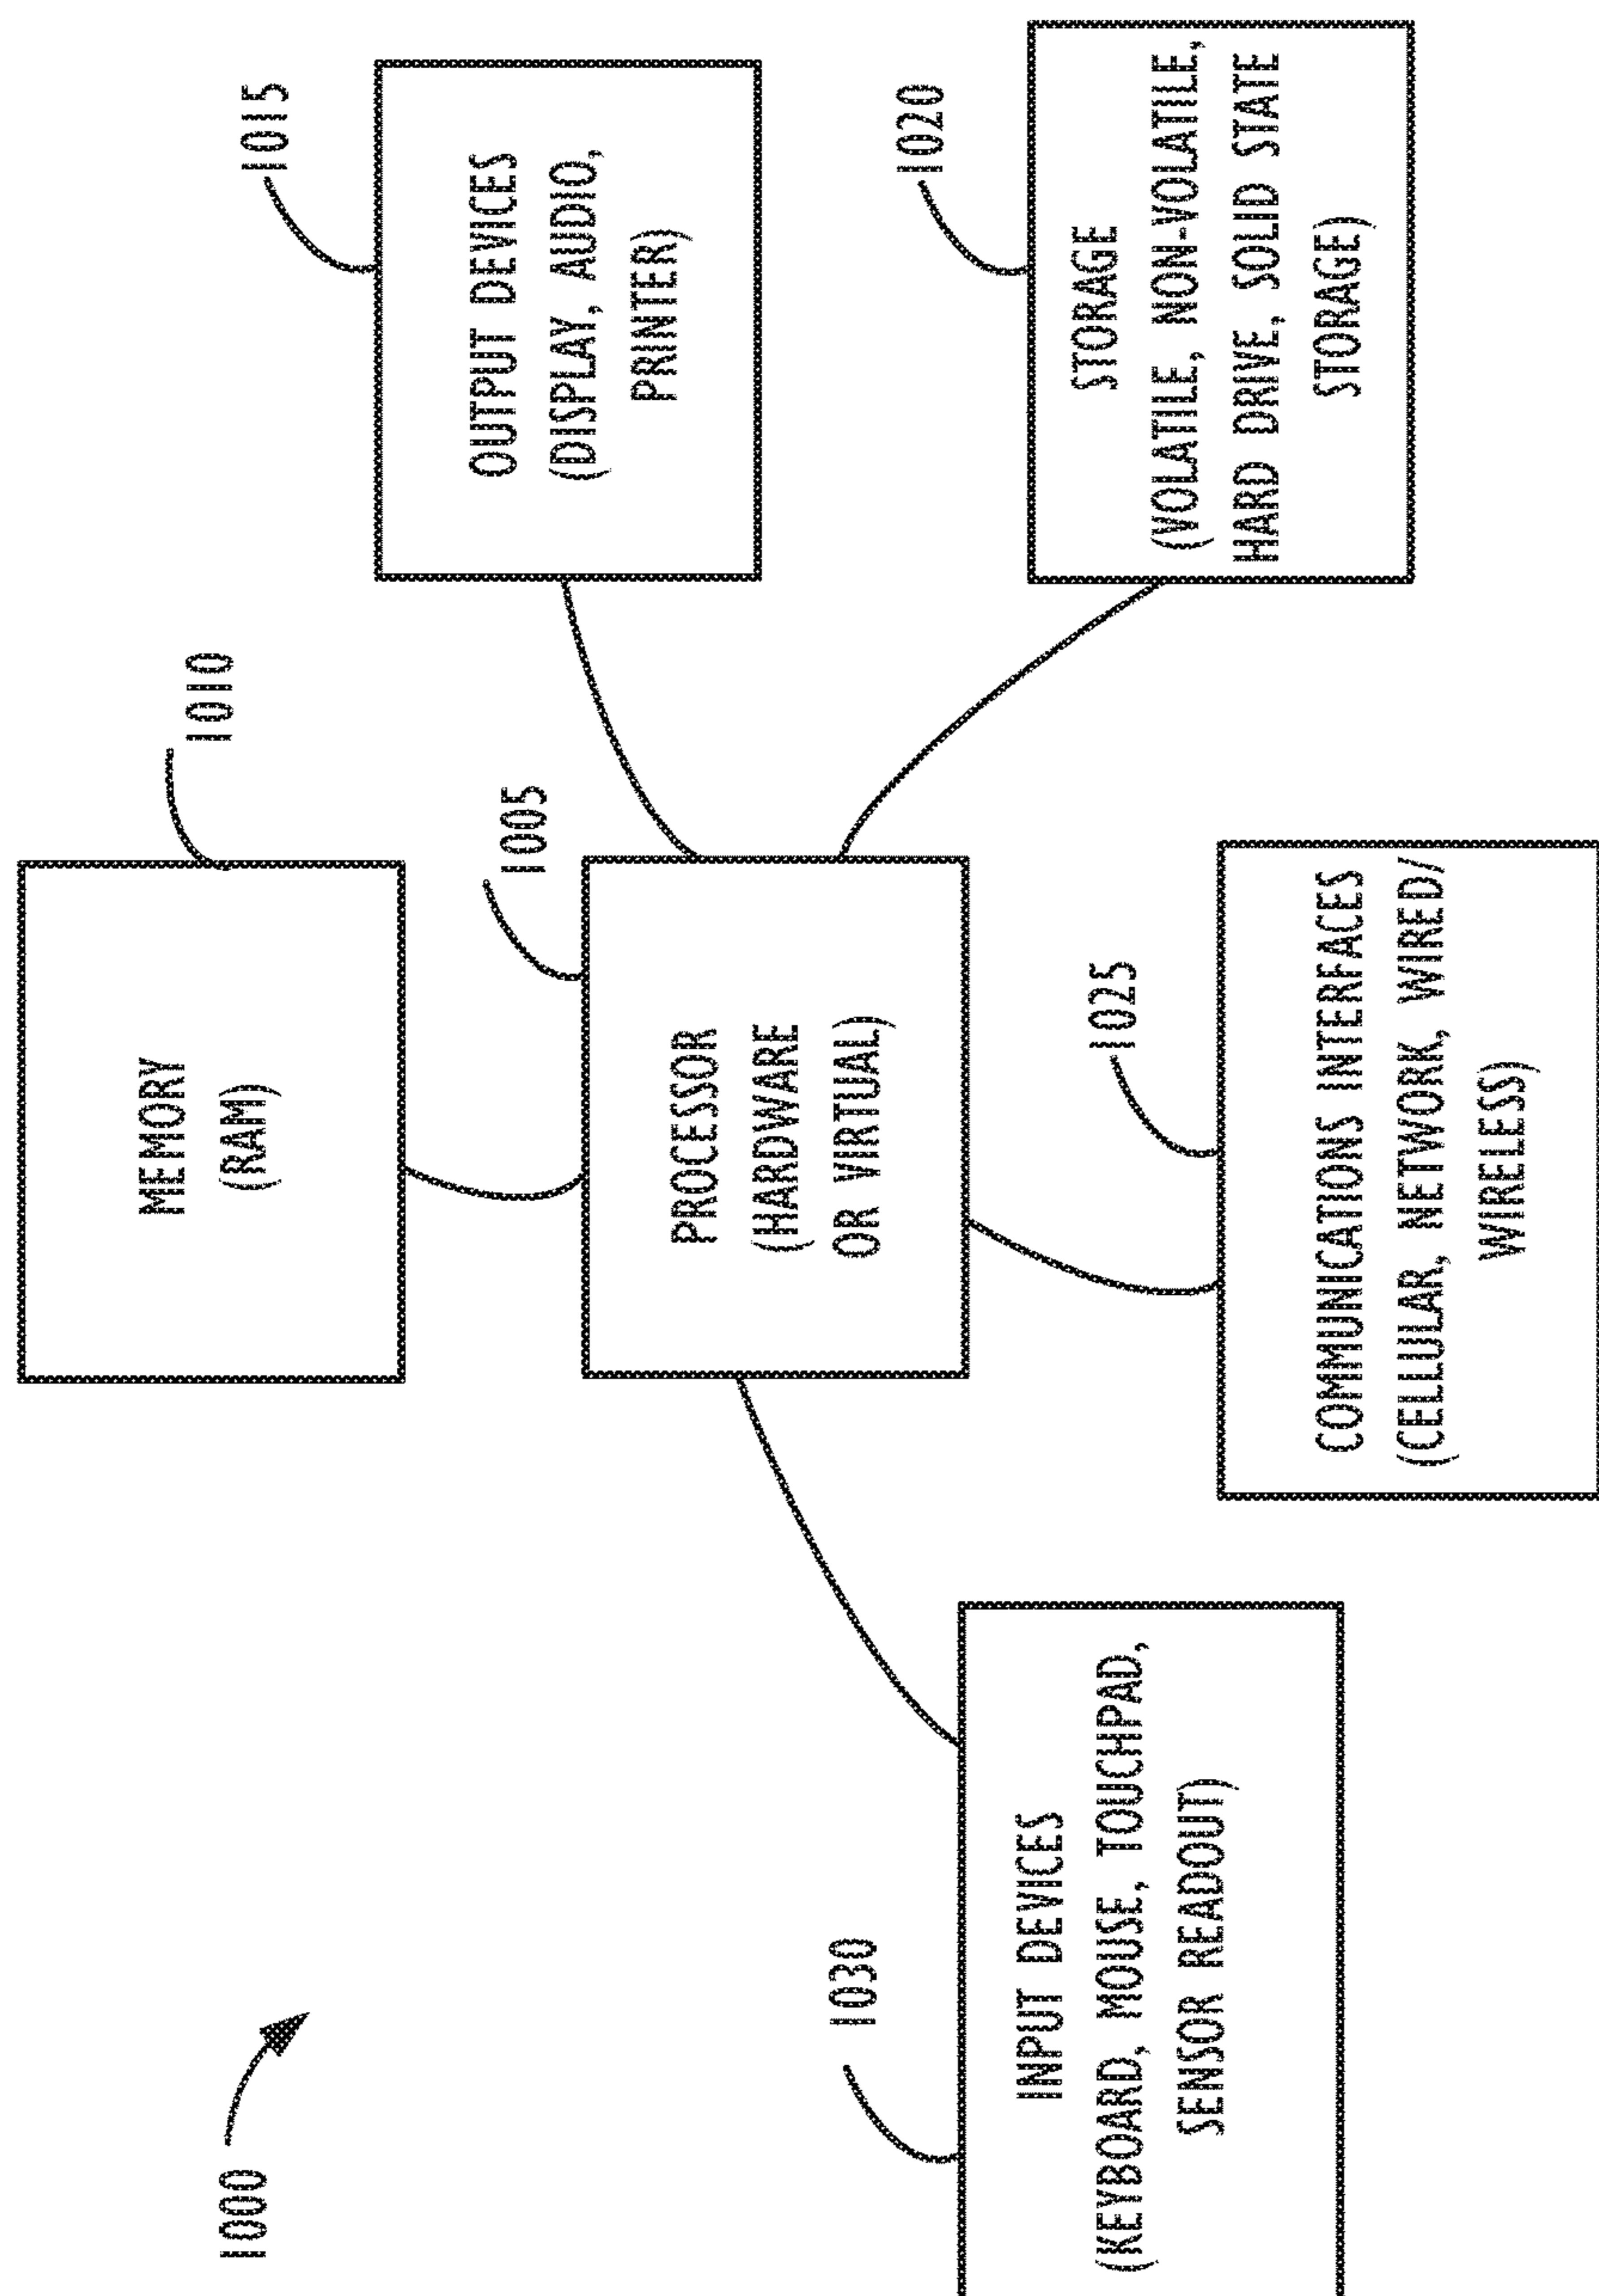 1000
1010
MEMORY
(RAM)
1015
OUTPUT DEVICES
(DISPLAY, AUDIO,
PRINTER)
1005
PROCESSOR
(HARDWARE
OR VIRTUAL)
1030
INPUT DEVICES
(KEYBOARD, MOUSE, TOUCHPAD,
SENSOR READOUT)
1025
COMMUNICATIONS INTERFACES
(CELLULAR, NETWORK, WIRED/
WIRELESS)
1020
STORAGE
(VOLATILE, NON-VOLATILE,
HARD DRIVE, SOLID STATE
STORAGE)